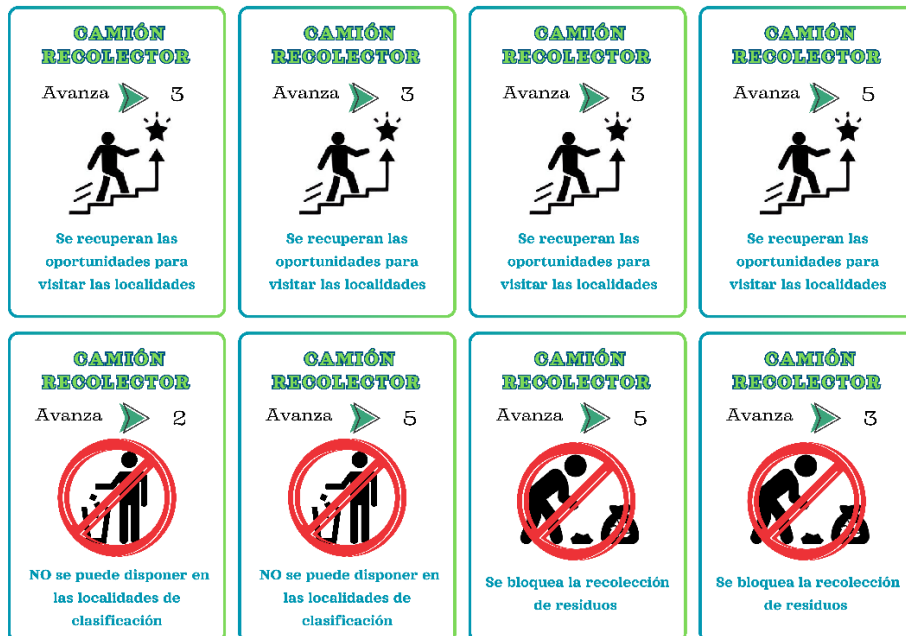 CAMIÓN
RECOLECTOR
Avanza 3
Se recuperan las
oportunidades para
visitar las localidades
CAMIÓN
RECOLECTOR
Avanza 3
Se recuperan las
oportunidades para
visitar las localidades
CAMIÓN
RECOLECTOR
Avanza 3
Se recuperan las
oportunidades para
visitar las localidades
CAMIÓN
RECOLECTOR
Avanza 5
Se recuperan las
oportunidades para
visitar las localidades
CAMIÓN
RECOLECTOR
Avanza 2
NO se puede disponer en
las localidades de
clasificación
CAMIÓN
RECOLECTOR
Avanza 5
NO se puede disponer en
las localidades de
clasificación
CAMIÓN
RECOLECTOR
Avanza 5
Se bloquea la recolección
de residuos
CAMIÓN
RECOLECTOR
Avanza 3
Se bloquea la recolección
de residuos